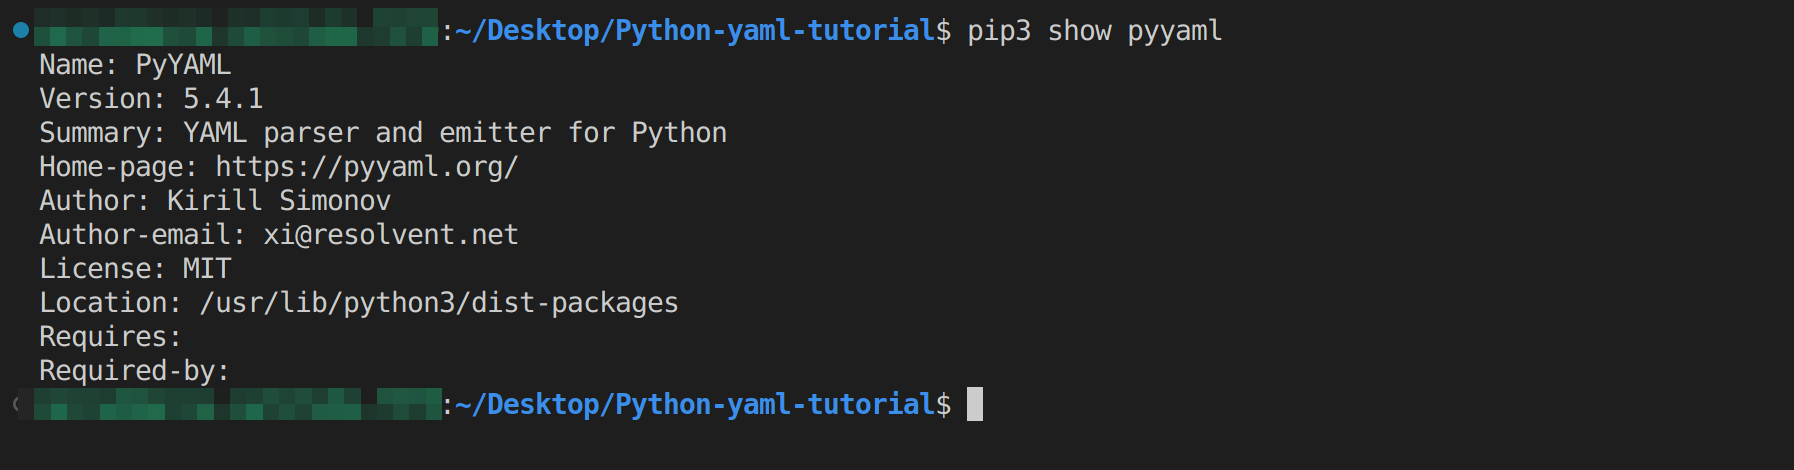 :~/Desktop/Python-yaml-tutorial$ pip3 show pyyaml
Name: PyYAML
Version: 5.4.1
Summary: YAML parser and emitter for Python
Home-page: https://pyyaml.org/
Author: Kirill Simonov
Author-email: xi@resolvent.net
License: MIT
Location: /usr/lib/python3/dist-packages
Requires:
Required-by:
:~/Desktop/Python-yaml-tutorial$